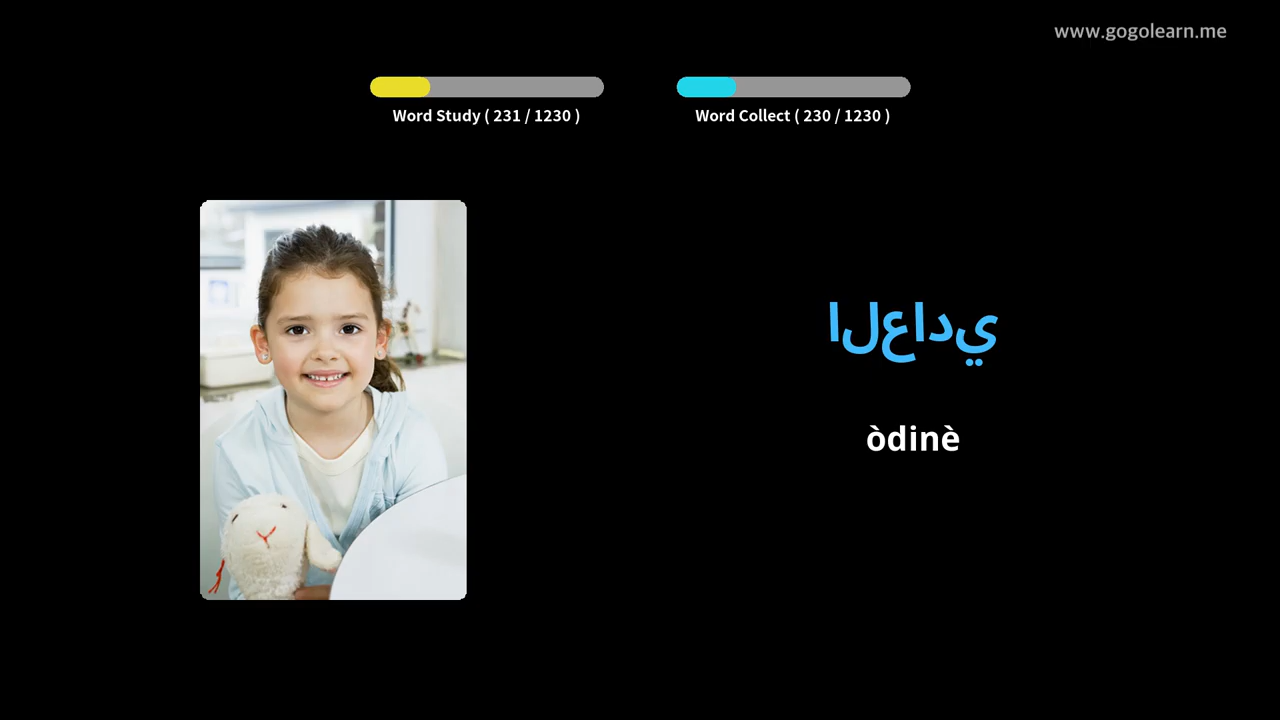 www.gogolearn.me
Word Study ( 231 / 1230 )
Word Collect ( 230 / 1230 )
العادي
òdinè